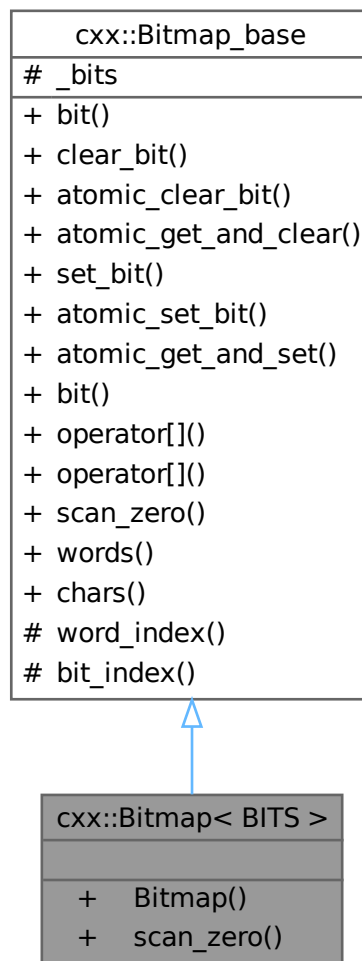 cxx::Bitmap_base
# _bits
+ bit()
+ clear_bit()
+ atomic_clear_bit()
+ atomic_get_and_clear()
+ set_bit()
+ atomic_set_bit()
+ atomic_get_and_set()
+ bit()
+ operator[]()
+ operator[]()
+ scan_zero()
+ words()
+ chars()
# word_index()
# bit_index()
cxx::Bitmap< BITS >
+ Bitmap()
+ scan_zero()